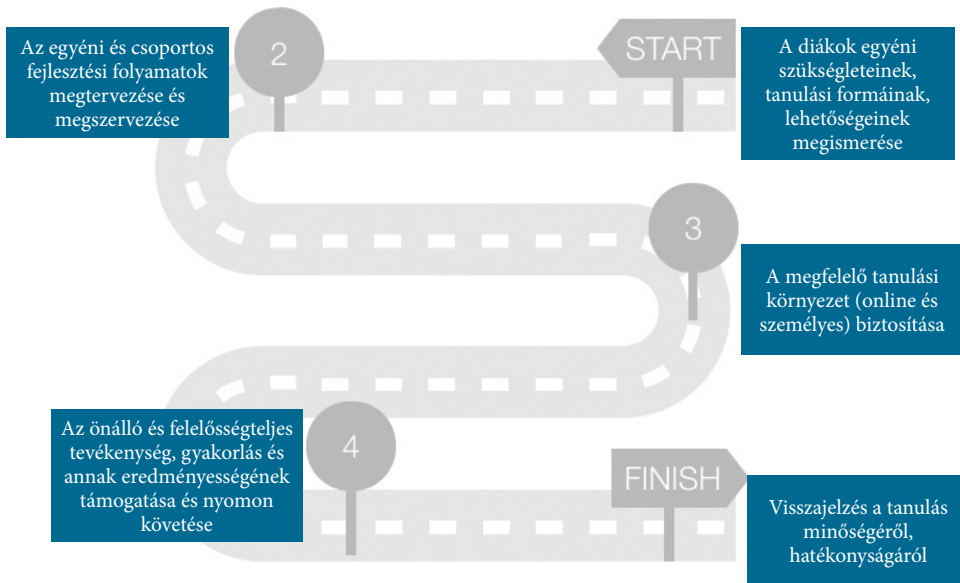 START
A diákok egyéni
szükségleteinek,
tanulási formáinak,
lehetőségeinek
megismerése
2
Az egyéni és csoportos
fejlesztési folyamatok
megtervezése és
megszervezése
3
A megfelelő tanulási
környezet (online és
személyes) biztosítása
4
Az önálló és felelősségteljes
tevékenység, gyakorlás és
annak eredményességének
támogatása és nyomon
követése
FINISH
Visszajelzés a tanulás
minőségéről,
hatékonyságáról